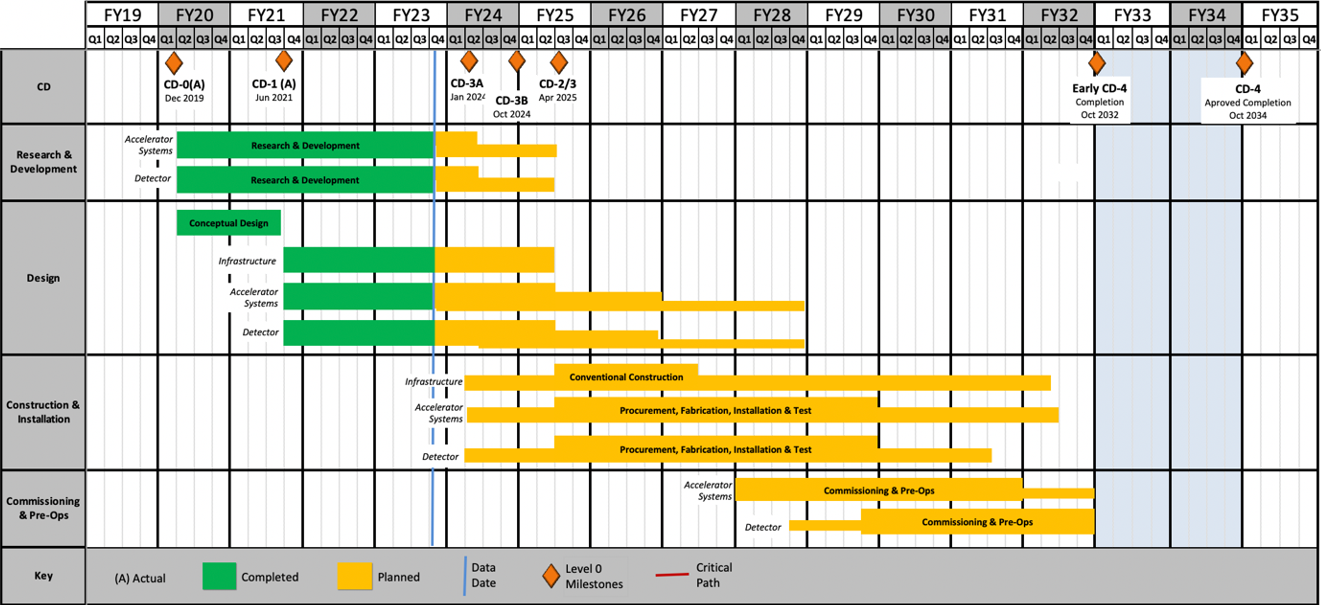 FY19 FY20 FY21 FY22 FY23 FY24 FY25 FY26 FY27 FY28 FY29 FY30 FY31 FY32 FY33 FY34 FY35
Q1 Q2 Q3 Q4 Q1 Q2 Q3 Q4 Q1 Q2 Q3 Q4 Q1 Q2 Q3 Q4 Q1 Q2 Q3 Q4 Q1 Q2 Q3 Q4 Q1 Q2 Q3 Q4 Q1 Q2 Q3 Q4 Q1 Q2 Q3 Q4 Q1 Q2 Q3 Q4 Q1 Q2 Q3 Q4 Q1 Q2 Q3 Q4 Q1 Q2 Q3 Q4 Q1 Q2 Q3 Q4 Q1 Q2 Q3 Q4 Q1 Q2 Q3 Q4 Q1 Q2 Q3 Q4
CD
CD-0(A)
Dec 2019
CD-1 (A)
Jun 2021
CD-3A
Jan 2024
CD-3B
Oct 2024
CD-2/3
Apr 2025
Early CD-4
Completion
Oct 2032
CD-4
Aproved Completion
Oct 2034
Research &
Development
Accelerator
Systems
Research & Development
Detector
Research & Development
Design
Conceptual Design
Infrastructure
Accelerator
Systems
Detector
Construction &
Installation
Infrastructure
Conventional Construction
Accelerator
Systems
Procurement, Fabrication, Installation & Test
Detector
Procurement, Fabrication, Installation & Test
Commissioning
& Pre-Ops
Accelerator
Systems
Commissioning & Pre-Ops
Detector
Commissioning & Pre-Ops
Key
(A) Actual
Completed
Planned
Data
Date
Level 0
Milestones
Critical
Path